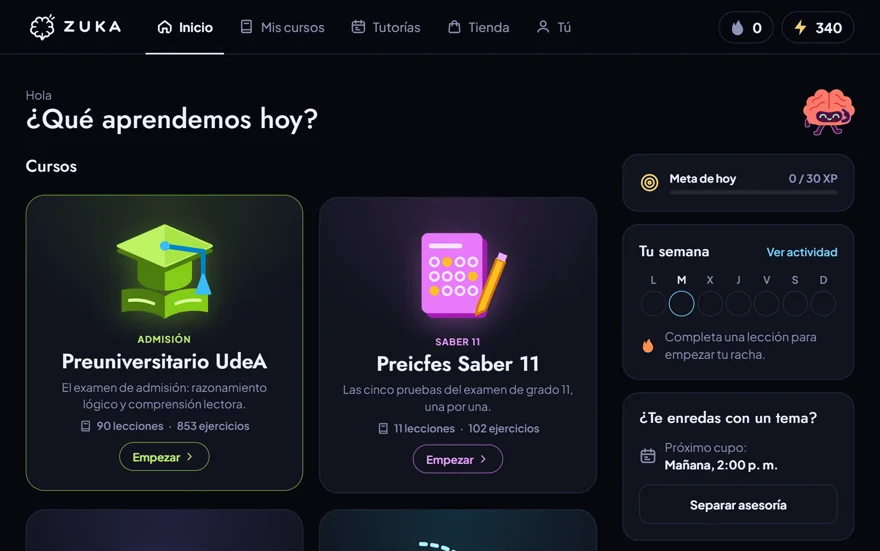 ZUKA
Inicio
Mis cursos
Tutorías
Tienda
Tú
0
340
Hola
¿Qué aprendemos hoy?
Cursos
ADMISIÓN
Preuniversitario UdeA
El examen de admisión: razonamiento
lógico y comprensión lectora.
90 lecciones · 853 ejercicios
Empezar
SABER 11
Preicfes Saber 11
Las cinco pruebas del examen de grado 11,
una por una.
11 lecciones · 102 ejercicios
Empezar
Meta de hoy 0 / 30 XP
Tu semana Ver actividad
L M X J V S D
Completa una lección para
empezar tu racha.
¿Te enredas con un tema?
Próximo cupo:
Mañana, 2:00 p. m.
Separar asesoría